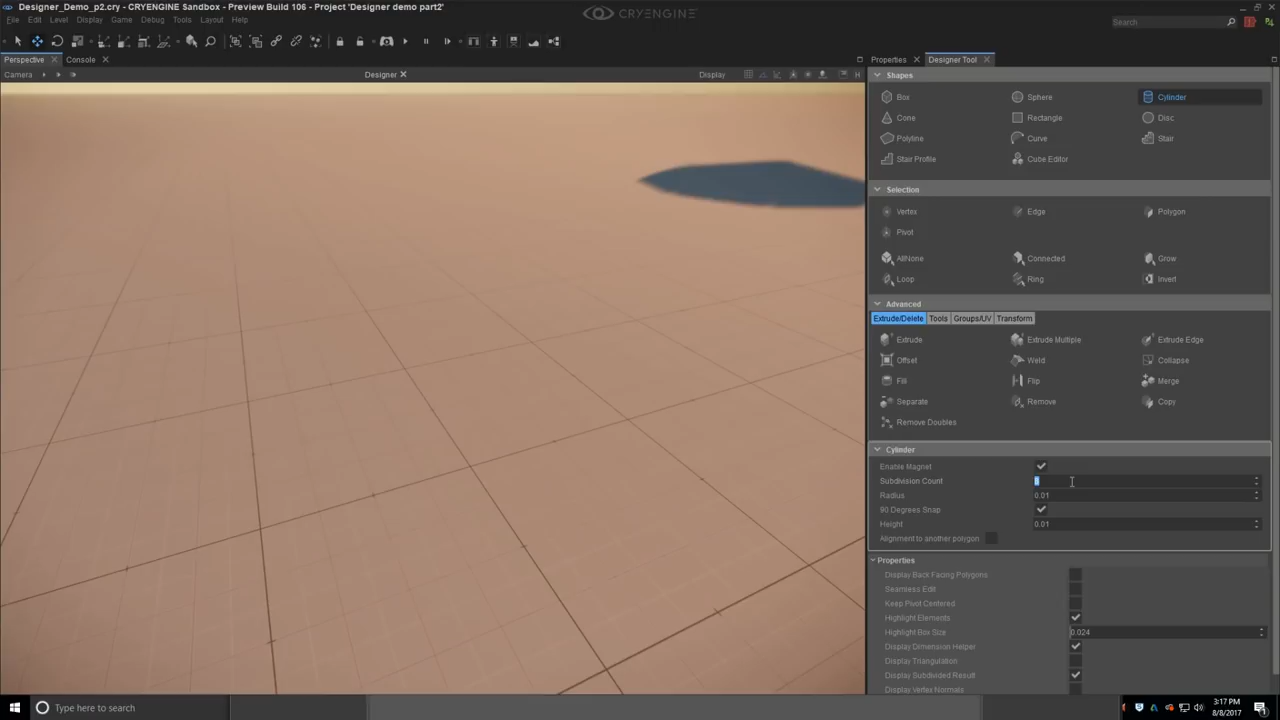 Designer_Demo_p2.cry - CRYENGINE Sandbox - Preview Build 106 - Project 'Designer demo part2'
CRYENGINE
File Edit Level Display Game Debug Tools Layout Help
Search
Perspective Console Properties Designer Tool
Camera Designer Display H
Shapes
Box Sphere Cylinder
Cone Rectangle Disc
Polyline Curve Stair
Stair Profile Cube Editor
Selection
Vertex Edge Polygon
Pivot
AllNone Connected Grow
Loop Ring Invert
Advanced
Extrude/Delete Tools Groups/UV Transform
Extrude Extrude Multiple Extrude Edge
Offset Weld Collapse
Fill Flip Merge
Separate Remove Copy
Remove Doubles
Cylinder
Enable Magnet
Subdivision Count
Radius 0.01
90 Degrees Snap
Height 0.01
Alignment to another polygon
Properties
Display Back Facing Polygons
Seamless Edit
Keep Pivot Centered
Highlight Elements
Highlight Box Size 0.024
Display Dimension Helper
Display Triangulation
Display Subdivided Result
Display Vertex Normals
Type here to search
3:17 PM
8/8/2017